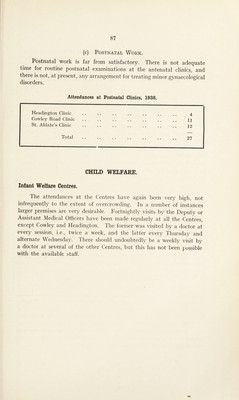 87
(c) Postnatal Work.
Postnatal work is far from satisfactory. There is not adequate
time for routine postnatal examinations at the antenatal clinics, and
there is not, at present, any arrangement for treating minor gynaecological
disorders.
Attendances at Postnatal Clinics, 1936.
Headington Clinic .. .. .. .. .. .. .. 4
Cowley Road Clinic .. .. .. .. .. .. .. 11
St. Aldate's Clinic .. .. .. .. .. .. .. 12
Total .. .. .. .. .. .. .. 27
CHILD WELFARE.
Infant Welfare Centres.
The attendances at the Centres have again been very high, not
infrequently to the extent of overcrowding. In a number of instances
larger premises are very desirable. Fortnightly visits by the Deputy or
Assistant Medical Officers have been made regularly at all the Centres,
except Cowley and Headington. The former was visited by a doctor at
every session, i.e., twice a week, and the latter every Thursday and
alternate Wednesday. There should undoubtedly be a weekly visit by
a doctor at several of the other Centres, but this has not been possible
with the available staff.